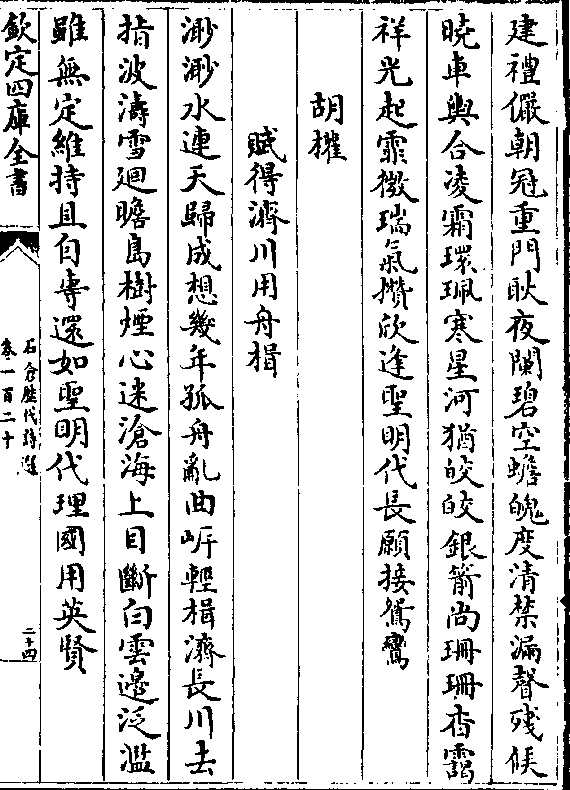 建禮儼朝冠重門耿夜闌碧空蟾魄度清禁漏聲殘候
曉車輿合凌霜環珮寒星河猶皎皎銀箭尚珊珊杳靄
祥光起霏微瑞氣攢欣逢聖明代長願接鴛鸞
胡權
賦得濟川用舟楫
渺渺水連天歸成想幾年孤舟亂曲岸輕楫濟長川去
指波濤雪廻瞻島樹煙心迷滄海上目斷白雲邊泛濫
雖無定維持且自專還如聖明代理國用英賢
欽定四庫全書
石倉歷代詩選
卷一百二十
二十四